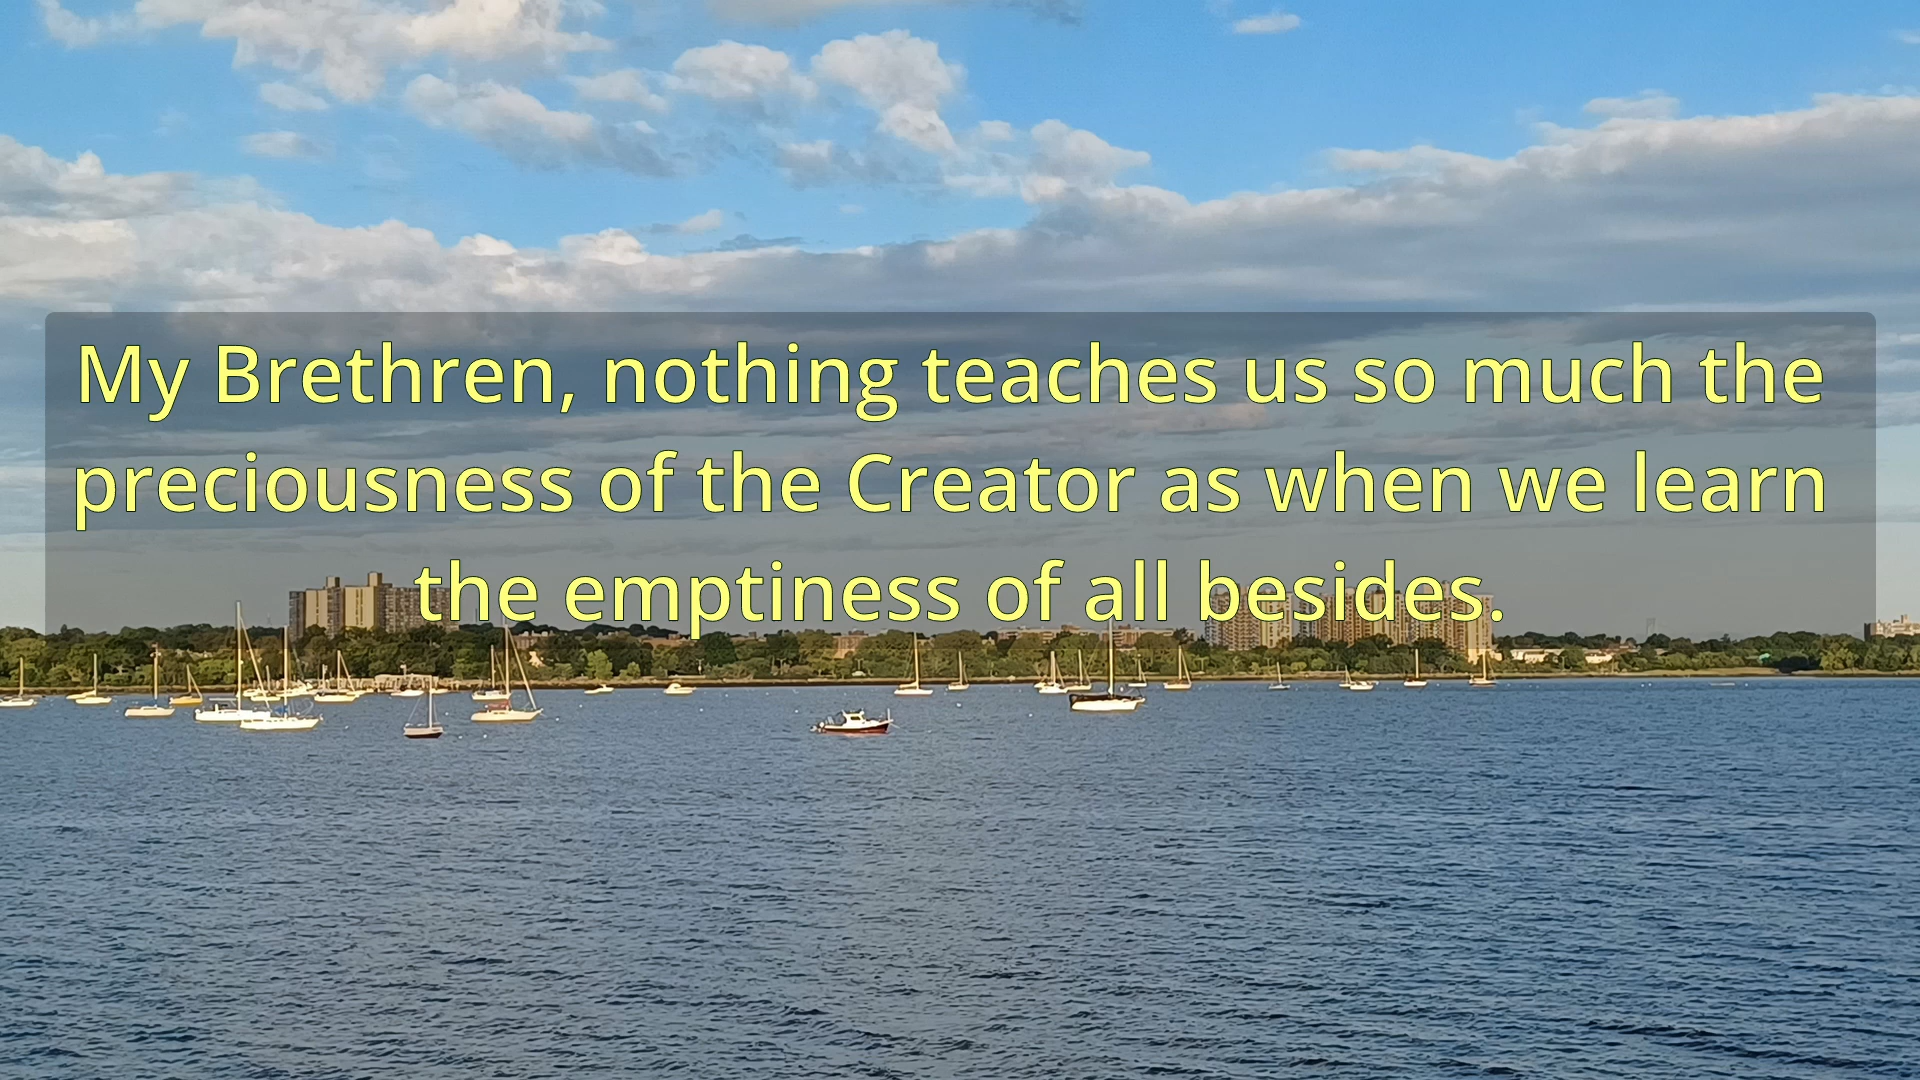 My Brethren, nothing teaches us so much the
preciousness of the Creator as when we learn
the emptiness of all besides.